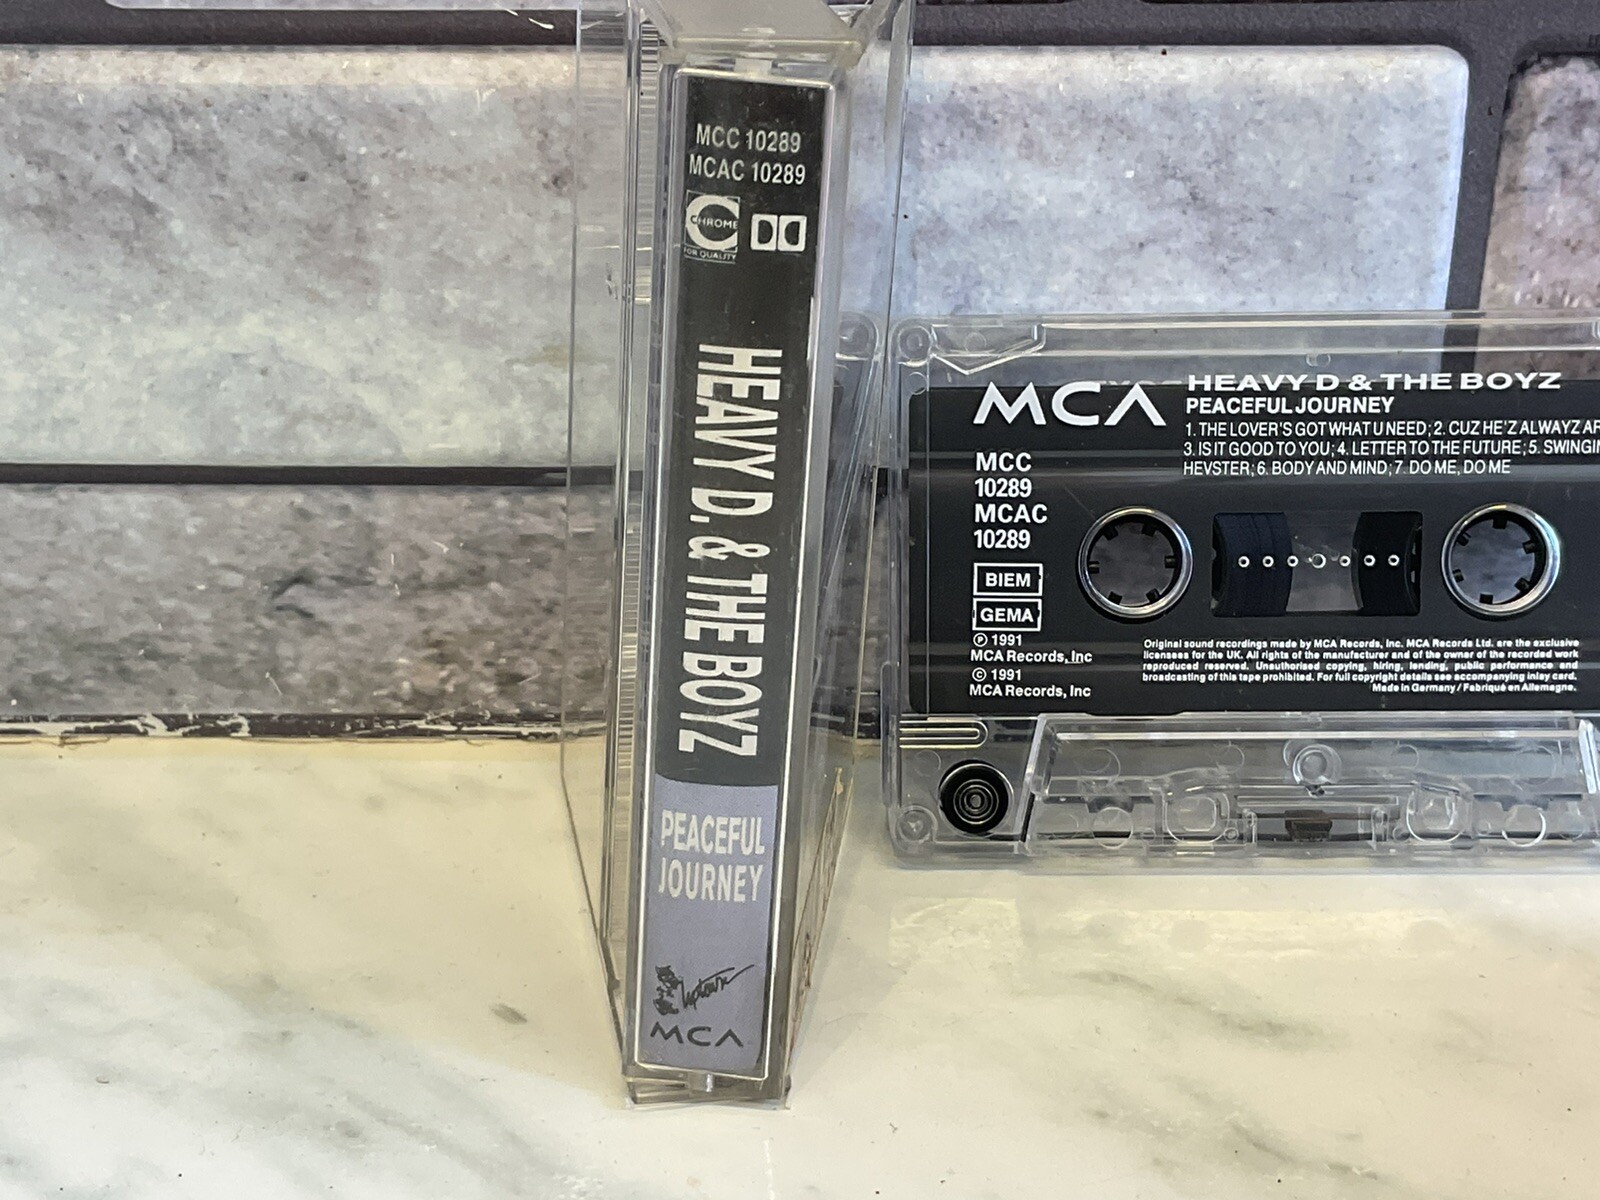 MCC 10289
MCAC 10289
CHROME
FOR QUALITY
HEAVY D. & THE BOYZ
PEACEFUL
JOURNEY
Uptown
MCA
MCA
HEAVY D & THE BOYZ
PEACEFUL JOURNEY
1. THE LOVER'S GOT WHAT U NEED; 2. CUZ HE'Z ALWAYZ
3. IS IT GOOD TO YOU; 4. LETTER TO THE FUTURE; 5.
HEVSTER; 6. BODY AND MIND; 7. DO ME, DO ME
MCC
10289
MCAC
10289
BIEM
GEMA
℗ 1991
MCA Records, Inc
© 1991
MCA Records, Inc
Original sound recordings made by MCA Records, Inc. MCA Records Ltd. are the exclusive
licensees for the UK. All rights of the manufacturer and of the owner of the recorded work
reproduced reserved. Unauthorised copying, hiring, lending, public performance and
broadcasting of this tape prohibited. For full copyright details see accompanying inlay card.
Made in Germany / Fabriqué en Allemagne.